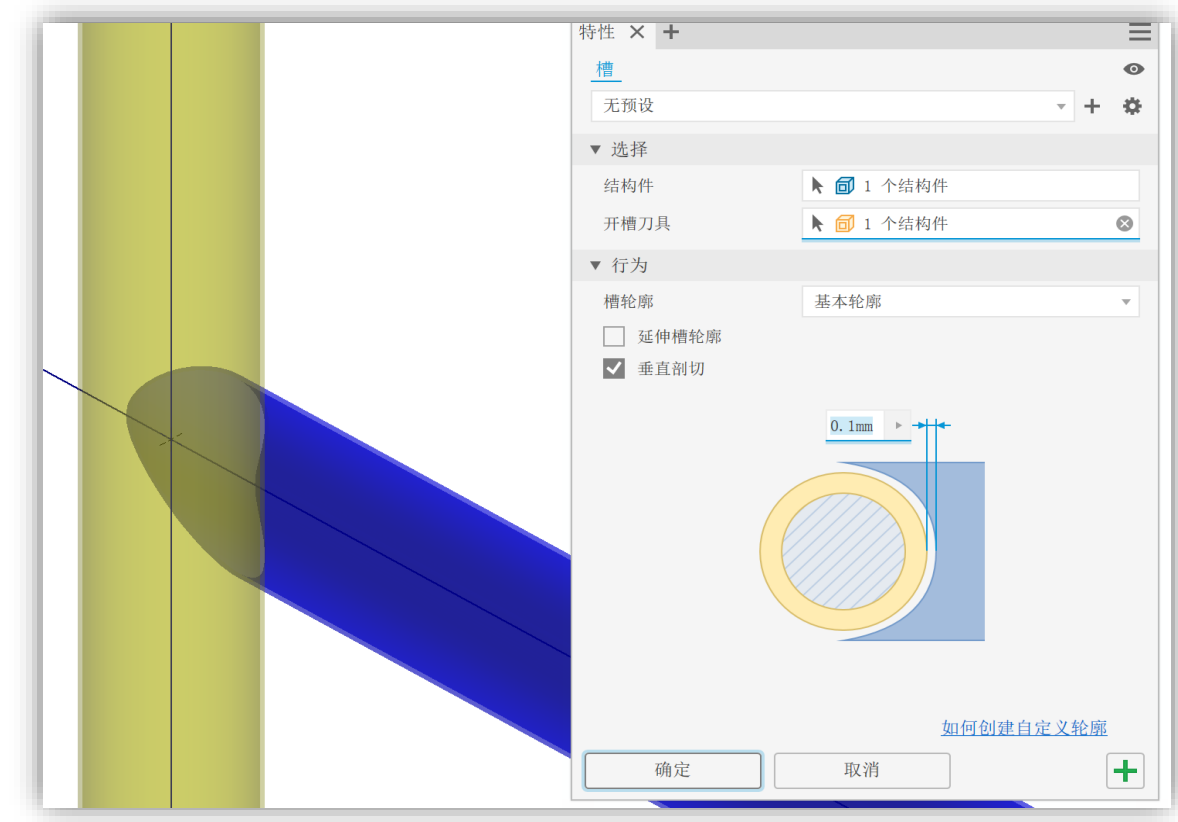 特性
槽
无预设
选择
结构件 1 个结构件
开槽刀具 1 个结构件
行为
槽轮廓 基本轮廓
延伸槽轮廓
垂直剖切
0.1mm
如何创建自定义轮廓
确定 取消